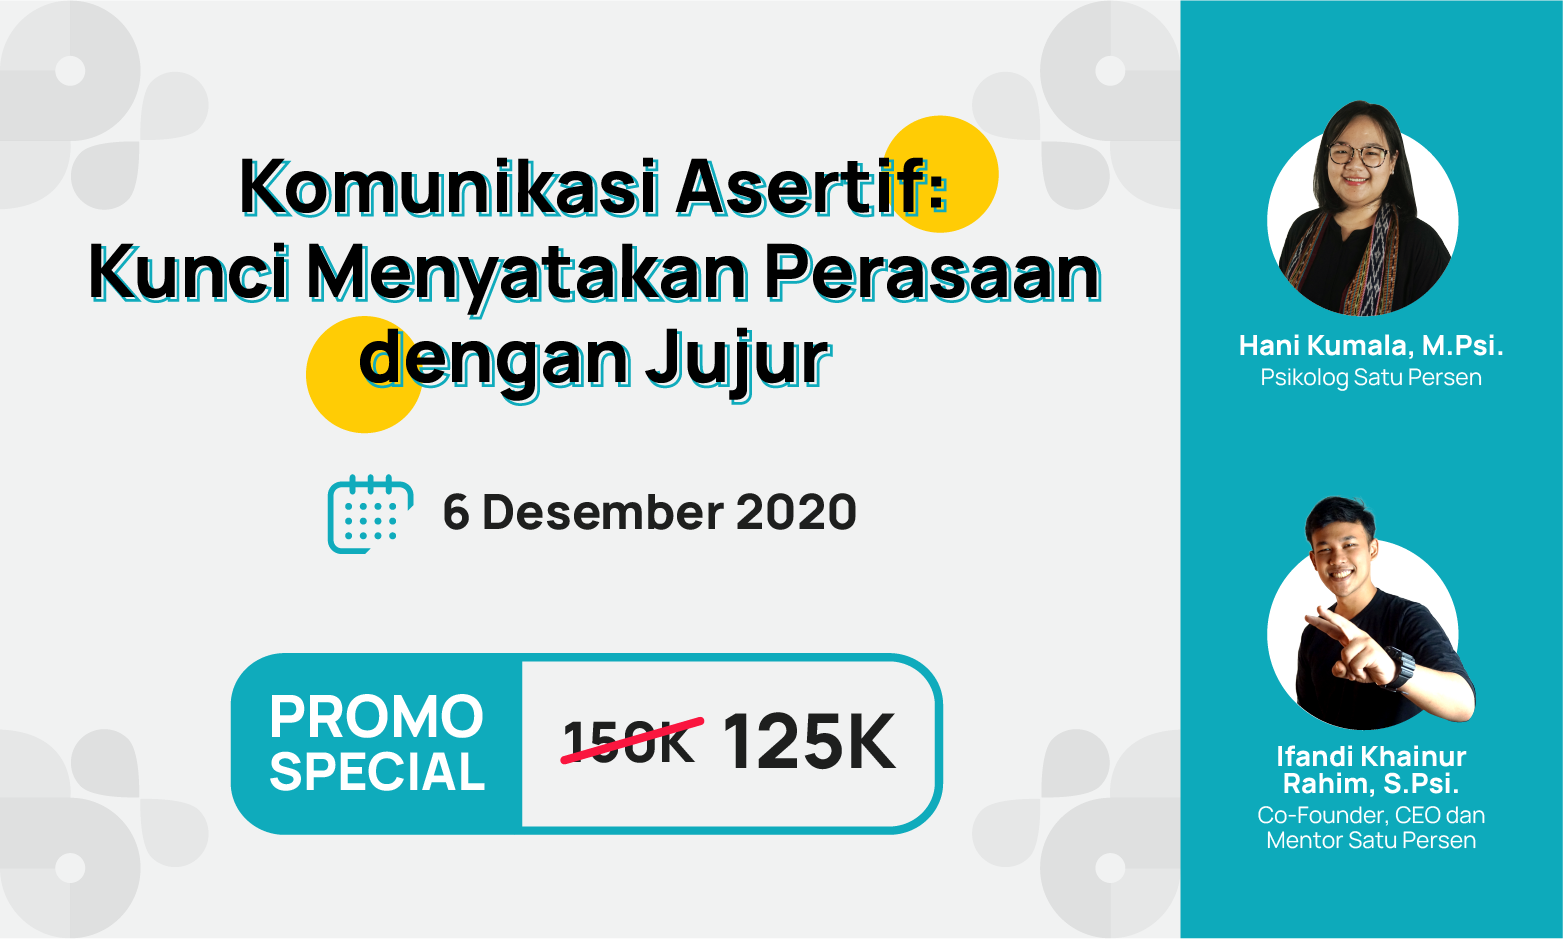 Komunikasi Asertif:
Kunci Menyatakan Perasaan
dengan Jujur
6 Desember 2020
PROMO
SPECIAL
150K 125K
Hani Kumala, M.Psi.
Psikolog Satu Persen
Ifandi Khainur
Rahim, S.Psi.
Co-Founder, CEO dan
Mentor Satu Persen